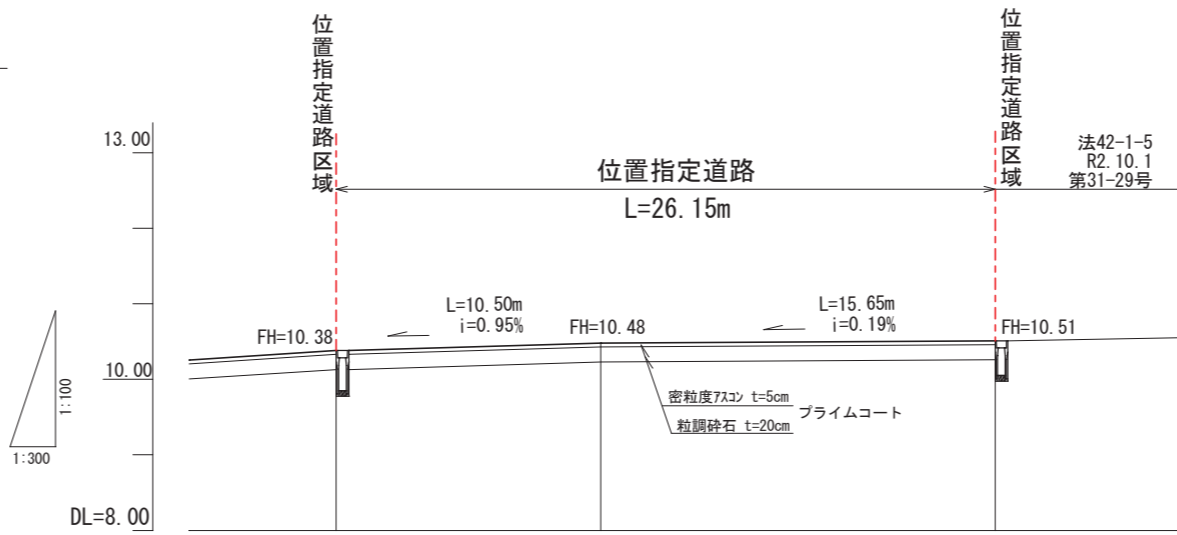 位置指定道路区域
位置指定道路区域
13.00
位置指定道路
L=26.15m
法42-1-5
R2.10.1
第31-29号
L=10.50m
i=0.95%
L=15.65m
i=0.19%
FH=10.38
FH=10.48
FH=10.51
10.00
1:100
1:300
密粒度アスコン t=5cm
プライムコート
粒調砕石 t=20cm
DL=8.00